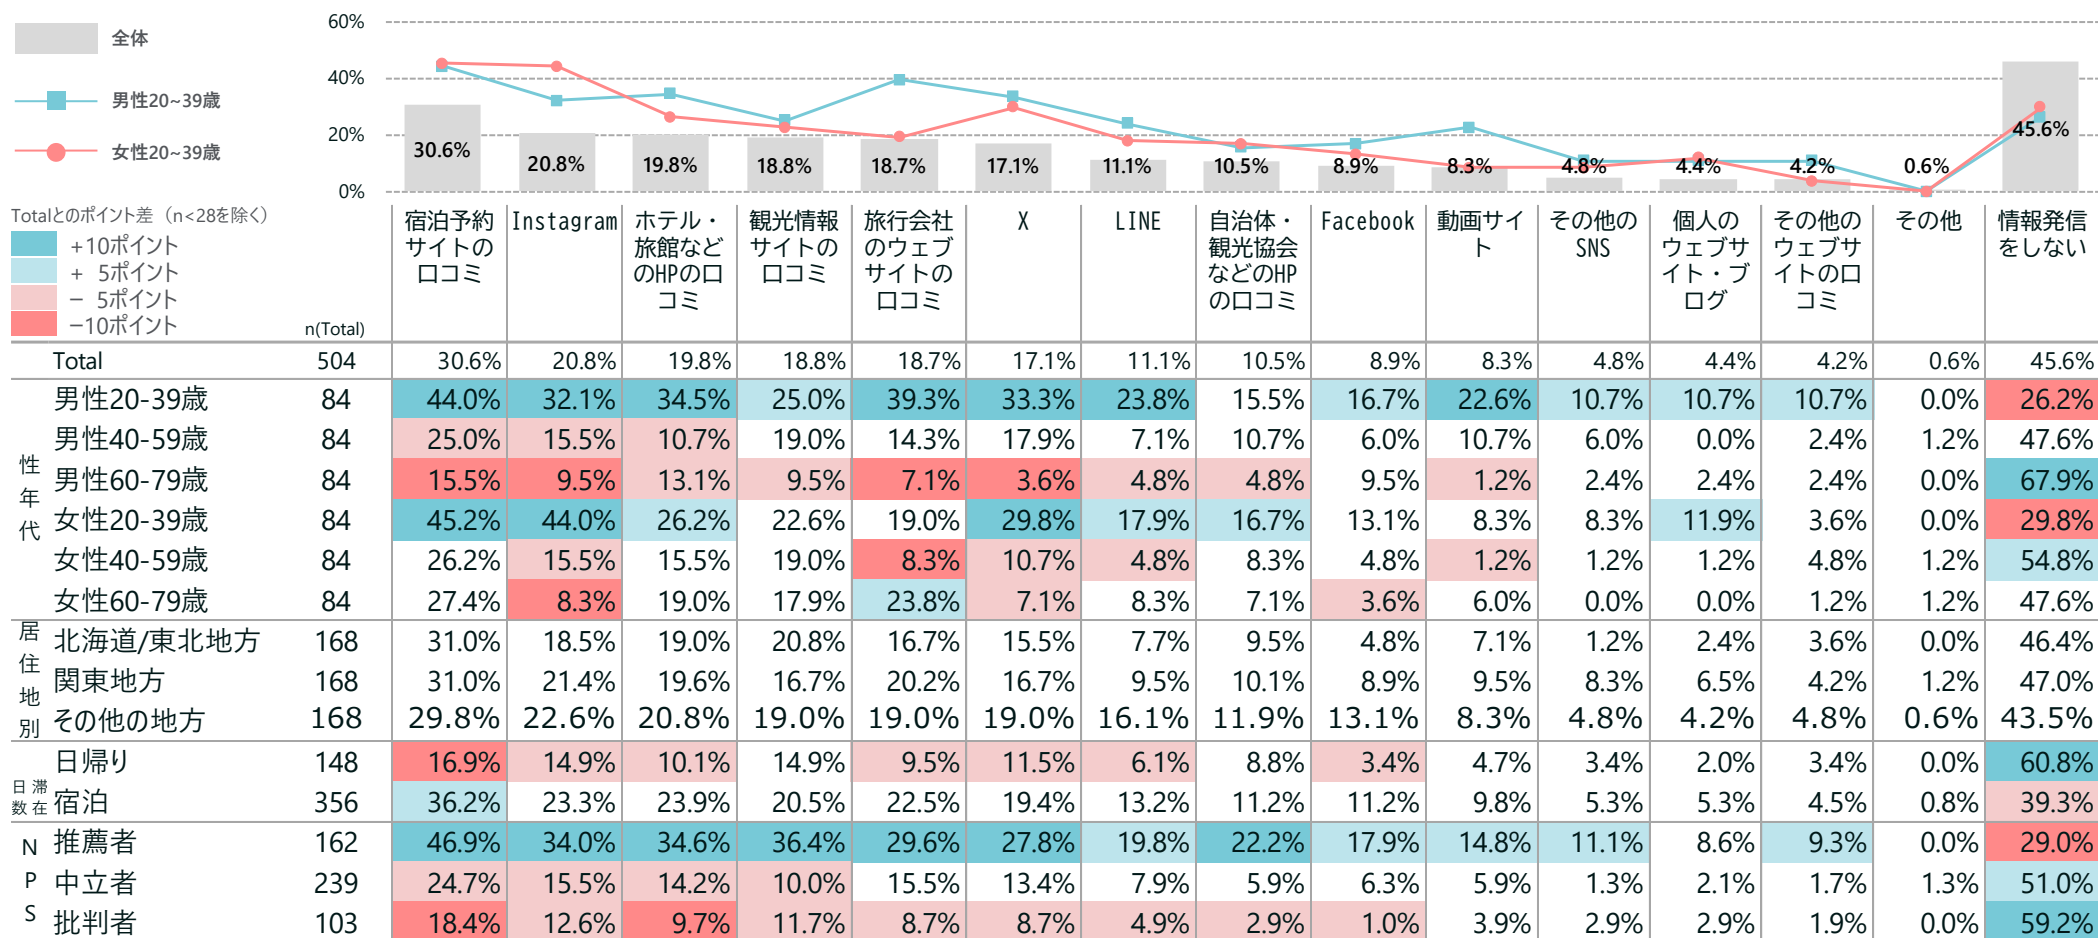 60%
40%
20%
0%
全体
男性20~39歳
女性20~39歳
30.6% 20.8% 19.8% 18.8% 18.7% 17.1% 11.1% 10.5% 8.9% 8.3% 4.8% 4.4% 4.2% 0.6% 45.6%
Totalとのポイント差（n<28を除く）
+10ポイント
+ 5ポイント
− 5ポイント
−10ポイント
n(Total)
宿泊予約
サイトの
口コミ
Instagram
ホテル・
旅館など
のHPの口
コミ
観光情報
サイトの
口コミ
旅行会社
のウェブ
サイトの
口コミ
X
LINE
自治体・
観光協会
などのHP
の口コミ
Facebook
動画サイ
ト
その他の
SNS
個人の
ウェブサ
イト・ブ
ログ
その他の
ウェブサ
イトの口
コミ
その他
情報発信
をしない
Total 504 30.6% 20.8% 19.8% 18.8% 18.7% 17.1% 11.1% 10.5% 8.9% 8.3% 4.8% 4.4% 4.2% 0.6% 45.6%
性年代
男性20-39歳 84 44.0% 32.1% 34.5% 25.0% 39.3% 33.3% 23.8% 15.5% 16.7% 22.6% 10.7% 10.7% 10.7% 0.0% 26.2%
男性40-59歳 84 25.0% 15.5% 10.7% 19.0% 14.3% 17.9% 7.1% 10.7% 6.0% 10.7% 6.0% 0.0% 2.4% 1.2% 47.6%
男性60-79歳 84 15.5% 9.5% 13.1% 9.5% 7.1% 3.6% 4.8% 4.8% 9.5% 1.2% 2.4% 2.4% 2.4% 0.0% 67.9%
女性20-39歳 84 45.2% 44.0% 26.2% 22.6% 19.0% 29.8% 17.9% 16.7% 13.1% 8.3% 8.3% 11.9% 3.6% 0.0% 29.8%
女性40-59歳 84 26.2% 15.5% 15.5% 19.0% 8.3% 10.7% 4.8% 8.3% 4.8% 1.2% 1.2% 1.2% 4.8% 1.2% 54.8%
女性60-79歳 84 27.4% 8.3% 19.0% 17.9% 23.8% 7.1% 8.3% 7.1% 3.6% 6.0% 0.0% 0.0% 1.2% 1.2% 47.6%
居住地別
北海道/東北地方 168 31.0% 18.5% 19.0% 20.8% 16.7% 15.5% 7.7% 9.5% 4.8% 7.1% 1.2% 2.4% 3.6% 0.0% 46.4%
関東地方 168 31.0% 21.4% 19.6% 16.7% 20.2% 16.7% 9.5% 10.1% 8.9% 9.5% 8.3% 6.5% 4.2% 1.2% 47.0%
その他の地方 168 29.8% 22.6% 20.8% 19.0% 19.0% 19.0% 16.1% 11.9% 13.1% 8.3% 4.8% 4.2% 4.8% 0.6% 43.5%
滞在日数
日帰り 148 16.9% 14.9% 10.1% 14.9% 9.5% 11.5% 6.1% 8.8% 3.4% 4.7% 3.4% 2.0% 3.4% 0.0% 60.8%
宿泊 356 36.2% 23.3% 23.9% 20.5% 22.5% 19.4% 13.2% 11.2% 11.2% 9.8% 5.3% 5.3% 4.5% 0.8% 39.3%
NPS
推薦者 162 46.9% 34.0% 34.6% 36.4% 29.6% 27.8% 19.8% 22.2% 17.9% 14.8% 11.1% 8.6% 9.3% 0.0% 29.0%
中立者 239 24.7% 15.5% 14.2% 10.0% 15.5% 13.4% 7.9% 5.9% 6.3% 5.9% 1.3% 2.1% 1.7% 1.3% 51.0%
批判者 103 18.4% 12.6% 9.7% 11.7% 8.7% 8.7% 4.9% 2.9% 1.0% 3.9% 2.9% 2.9% 1.9% 0.0% 59.2%